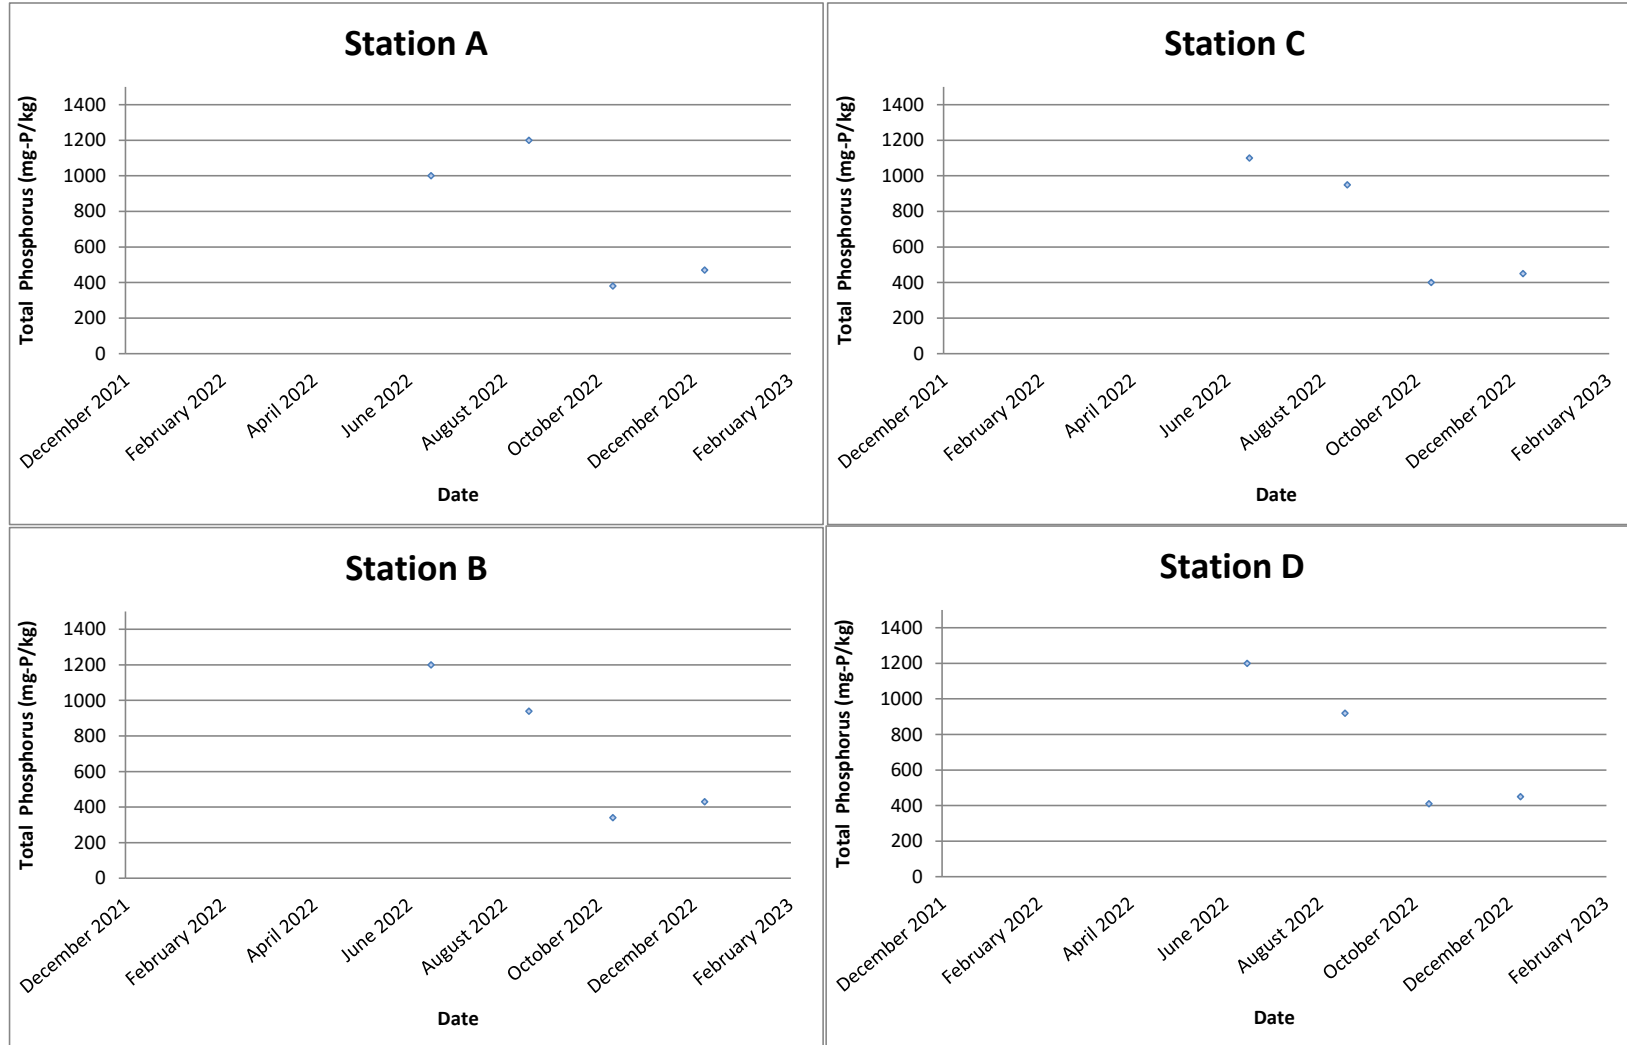 Station A
Total Phosphorus (mg-P/kg)
1400
1200
1000
800
600
400
200
0
December 2021
February 2022
April 2022
June 2022
August 2022
October 2022
December 2022
February 2023
Date
Station C
Total Phosphorus (mg-P/kg)
1400
1200
1000
800
600
400
200
0
December 2021
February 2022
April 2022
June 2022
August 2022
October 2022
December 2022
February 2023
Date
Station B
Total Phosphorus (mg-P/kg)
1400
1200
1000
800
600
400
200
0
December 2021
February 2022
April 2022
June 2022
August 2022
October 2022
December 2022
February 2023
Date
Station D
Total Phosphorus (mg-P/kg)
1400
1200
1000
800
600
400
200
0
December 2021
February 2022
April 2022
June 2022
August 2022
October 2022
December 2022
February 2023
Date